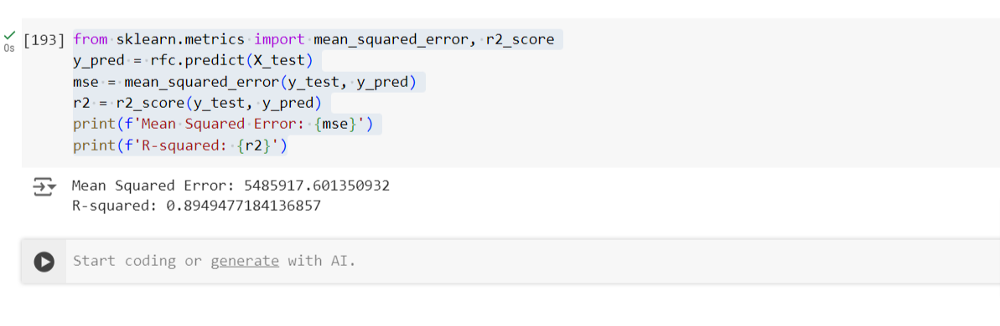 [193] from sklearn.metrics import mean_squared_error, r2_score
0s
y_pred = rfc.predict(X_test)
mse = mean_squared_error(y_test, y_pred)
r2 = r2_score(y_test, y_pred)
print(f'Mean Squared Error: {mse}')
print(f'R-squared: {r2}')
Mean Squared Error: 5485917.601350932
R-squared: 0.8949477184136857
Start coding or generate with AI.